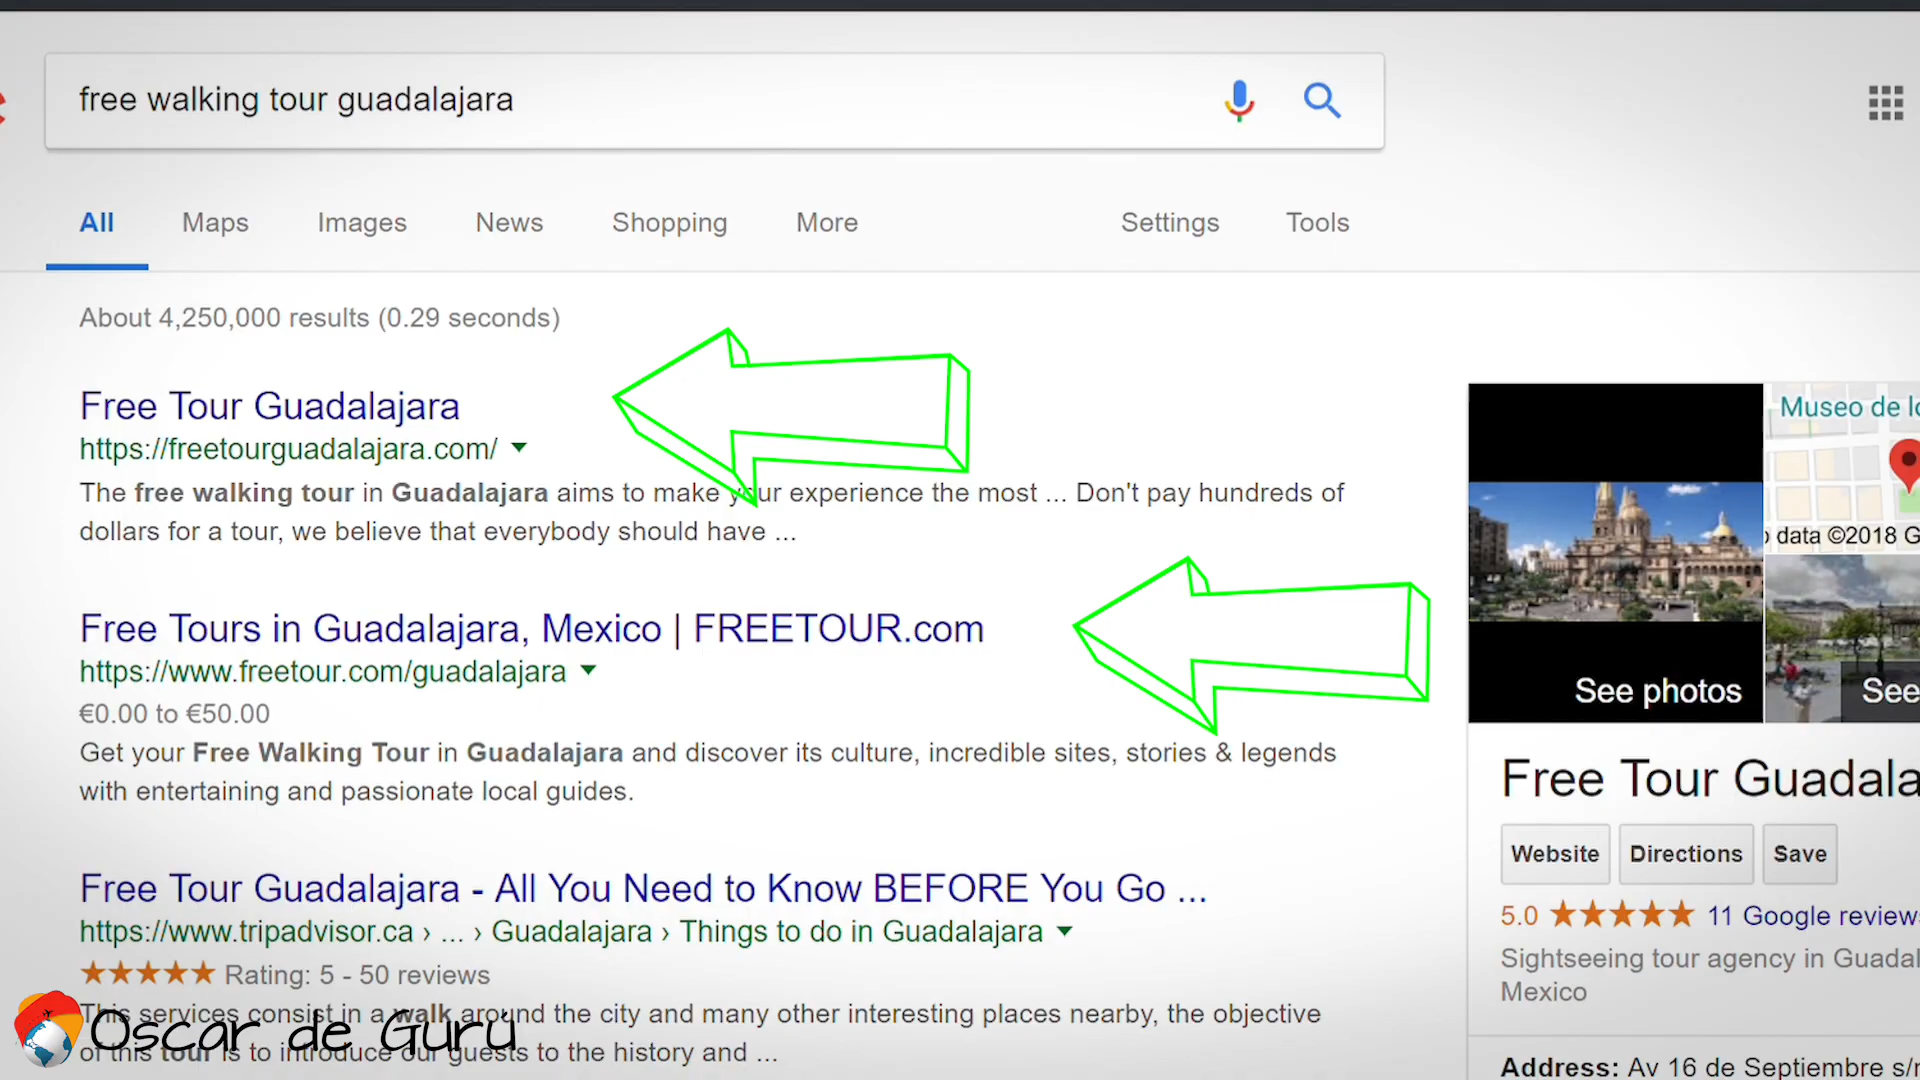 free walking tour guadalajara
All Maps Images News Shopping More Settings Tools
About 4,250,000 results (0.29 seconds)
Free Tour Guadalajara
https://freetourguadalajara.com/
The free walking tour in Guadalajara aims to make your experience the most ... Don't pay hundreds of
dollars for a tour, we believe that everybody should have ...
Free Tours in Guadalajara, Mexico | FREETOUR.com
https://www.freetour.com/guadalajara
€0.00 to €50.00
Get your Free Walking Tour in Guadalajara and discover its culture, incredible sites, stories & legends
with entertaining and passionate local guides.
Free Tour Guadalajara - All You Need to Know BEFORE You Go ...
https://www.tripadvisor.ca › ... › Guadalajara › Things to do in Guadalajara
Rating: 5 - 50 reviews
This services consist in a walk around the city and many other interesting places nearby, the objective
of this tour is to introduce our guests to the history and ...
Oscar de Guru
Museo de lo
data ©2018 G
See photos
See
Free Tour Guadala
Website Directions Save
5.0 11 Google reviews
Sightseeing tour agency in Guadal
Mexico
Address: Av 16 de Septiembre s/n